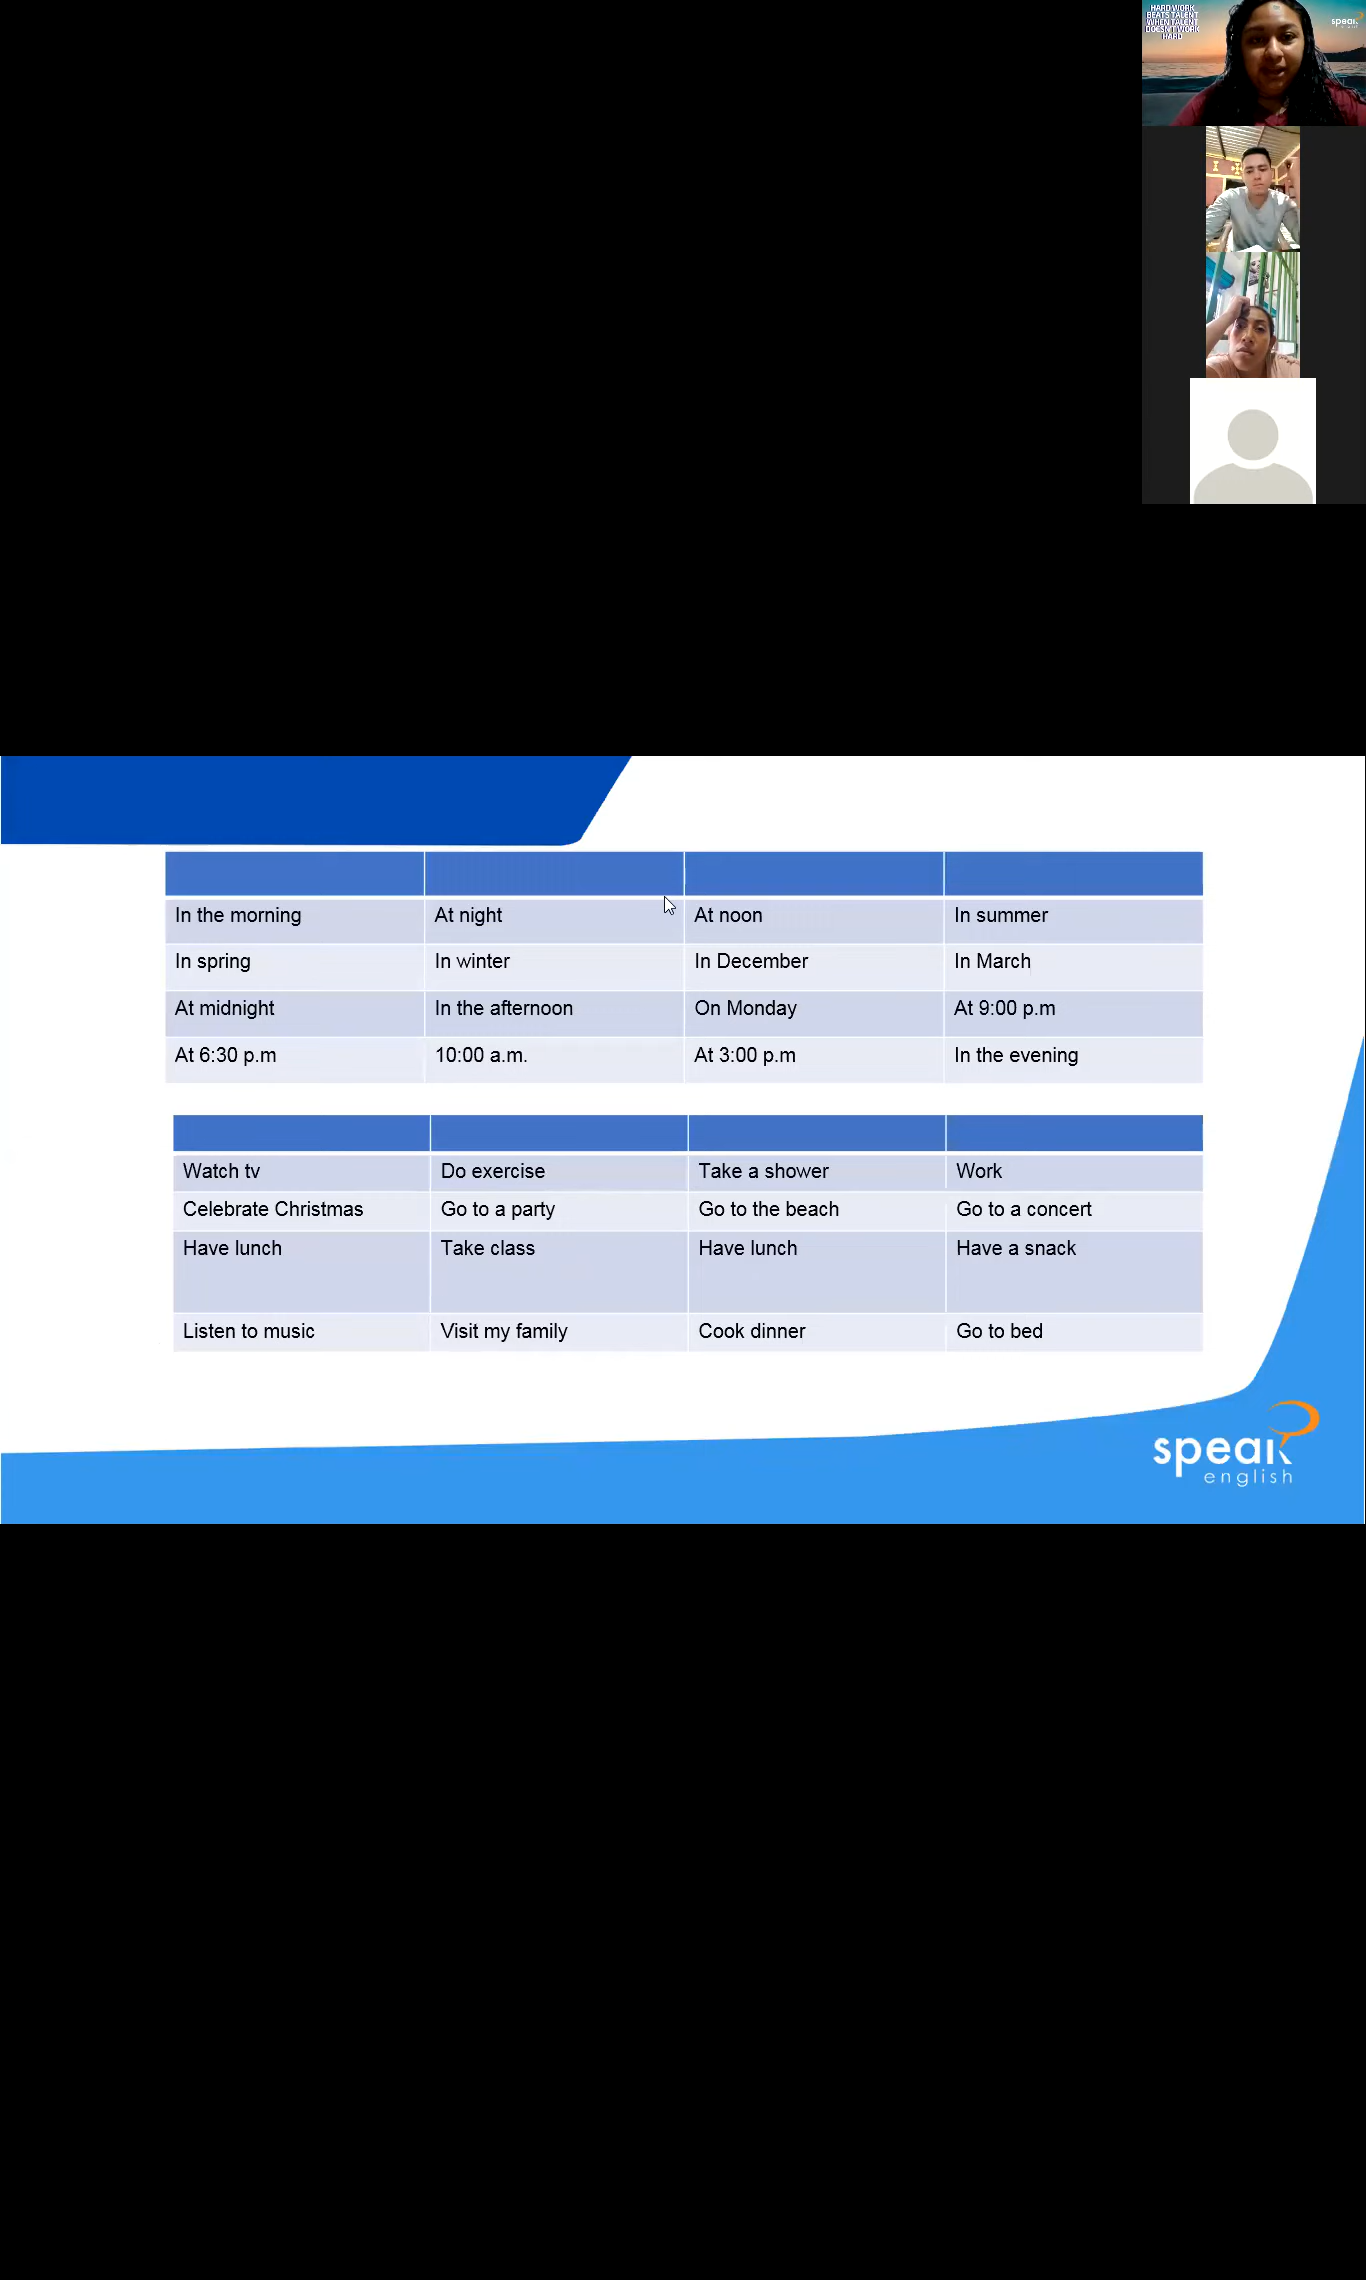 HARD WORK
BEATS TALENT
WHEN TALENT
DOESN'T WORK
HARD
speak
In the morning At night At noon In summer
In spring In winter In December In March
At midnight In the afternoon On Monday At 9:00 p.m
At 6:30 p.m 10:00 a.m. At 3:00 p.m In the evening
Watch tv Do exercise Take a shower Work
Celebrate Christmas Go to a party Go to the beach Go to a concert
Have lunch Take class Have lunch Have a snack
Listen to music Visit my family Cook dinner Go to bed
speak
english